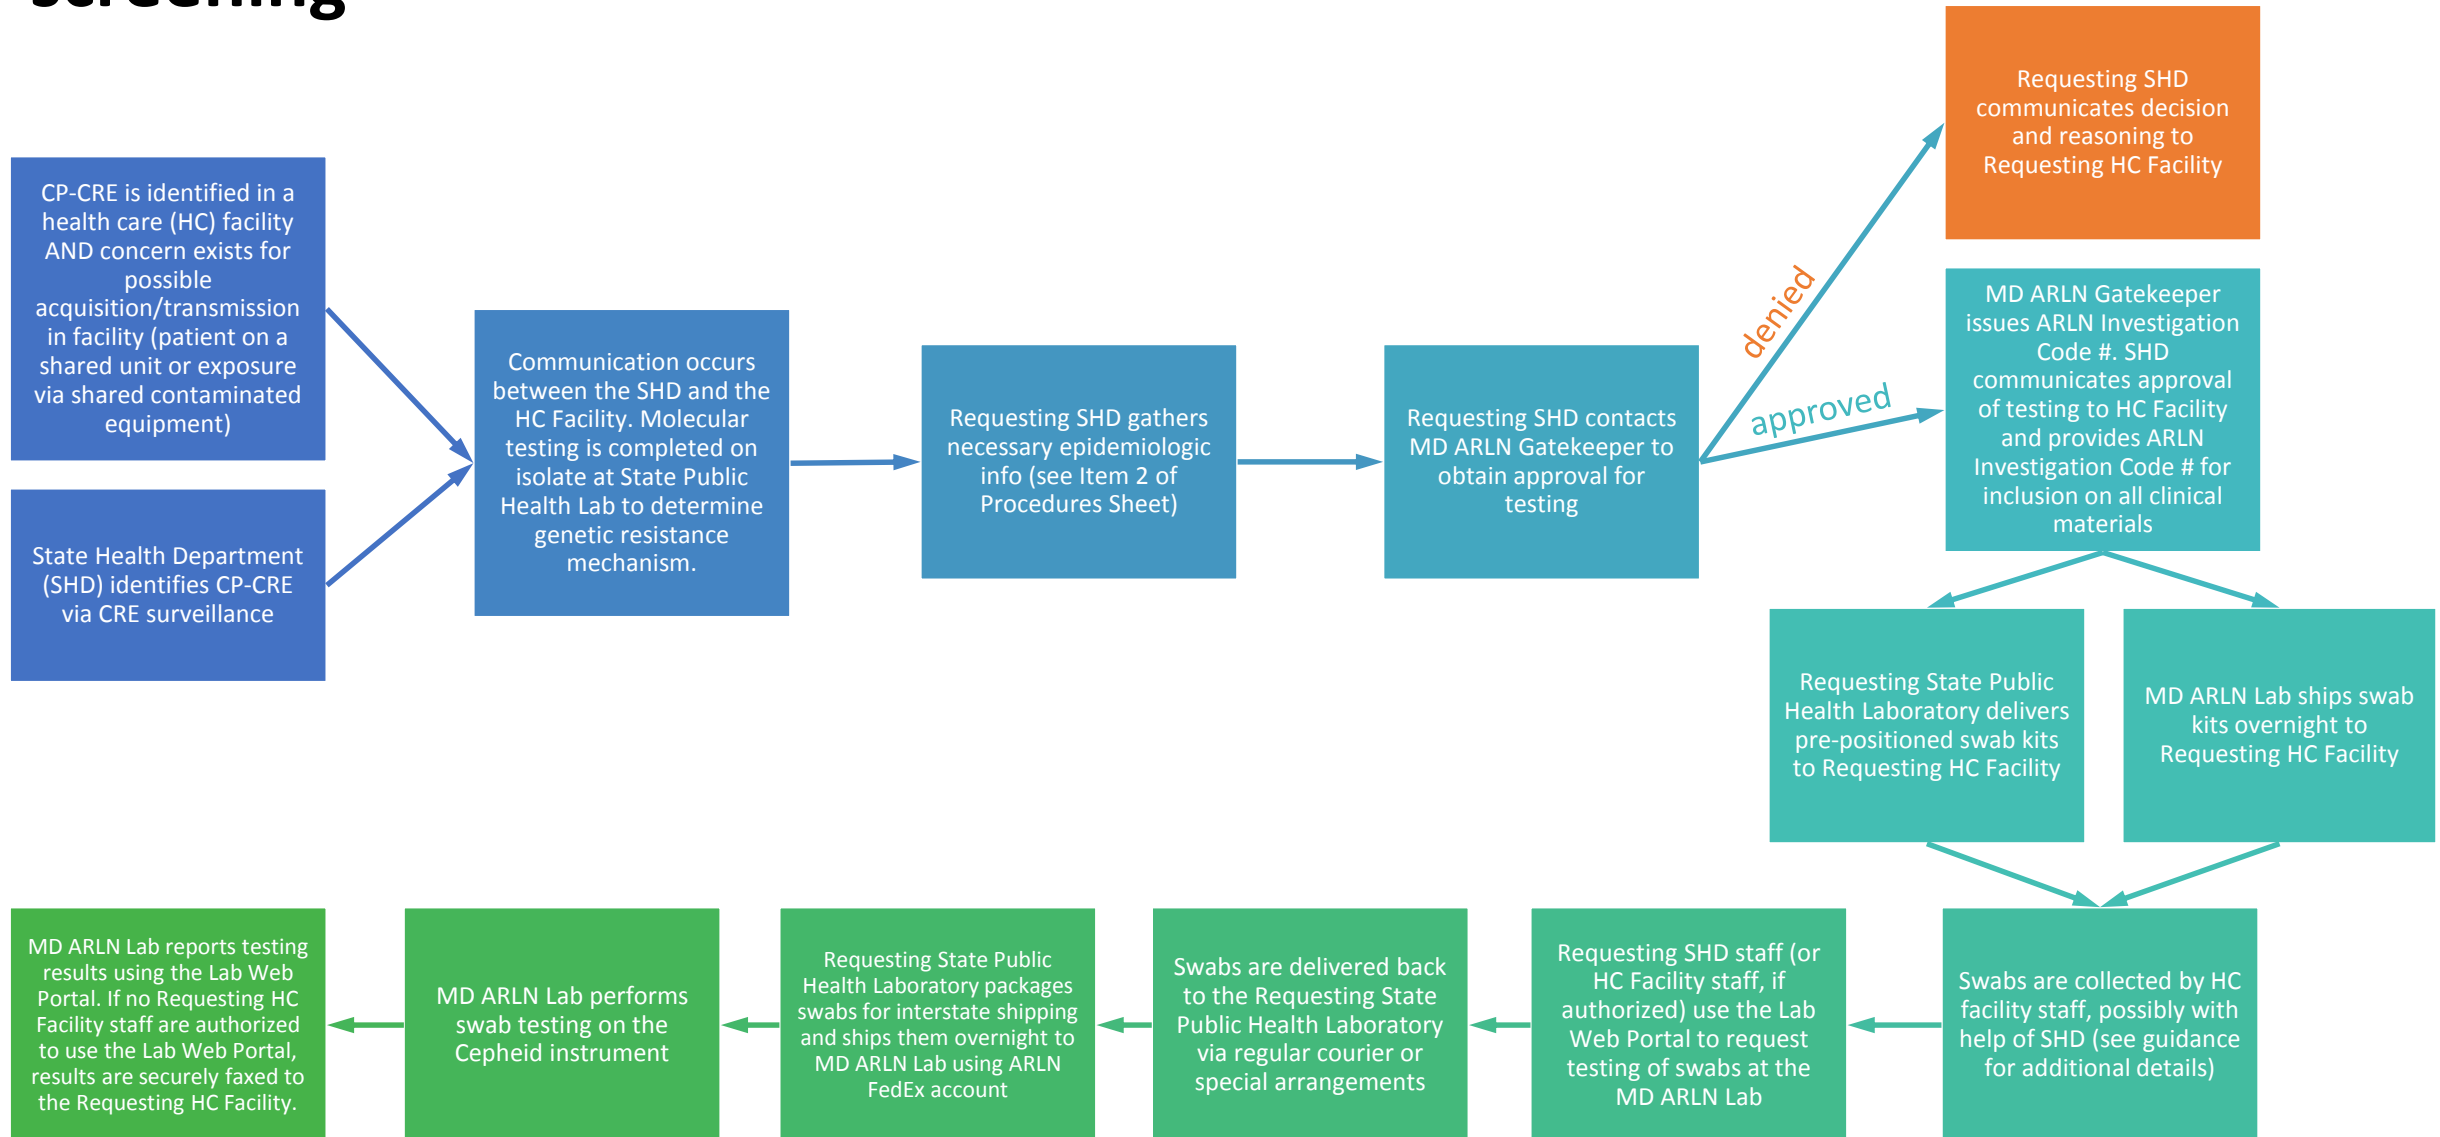 screening
CP-CRE is identified in a
health care (HC) facility
AND concern exists for
possible
acquisition/transmission
in facility (patient on a
shared unit or exposure
via shared contaminated
equipment)
State Health Department
(SHD) identifies CP-CRE
via CRE surveillance
Communication occurs
between the SHD and the
HC Facility. Molecular
testing is completed on
isolate at State Public
Health Lab to determine
genetic resistance
mechanism.
Requesting SHD gathers
necessary epidemiologic
info (see Item 2 of
Procedures Sheet)
Requesting SHD contacts
MD ARLN Gatekeeper to
obtain approval for
testing
denied
Requesting SHD
communicates decision
and reasoning to
Requesting HC Facility
approved
MD ARLN Gatekeeper
issues ARLN Investigation
Code #. SHD
communicates approval
of testing to HC Facility
and provides ARLN
Investigation Code # for
inclusion on all clinical
materials
Requesting State Public
Health Laboratory delivers
pre-positioned swab kits
to Requesting HC Facility
MD ARLN Lab ships swab
kits overnight to
Requesting HC Facility
Swabs are collected by HC
facility staff, possibly with
help of SHD (see guidance
for additional details)
Requesting SHD staff (or
HC Facility staff, if
authorized) use the Lab
Web Portal to request
testing of swabs at the
MD ARLN Lab
Swabs are delivered back
to the Requesting State
Public Health Laboratory
via regular courier or
special arrangements
Requesting State Public
Health Laboratory packages
swabs for interstate shipping
and ships them overnight to
MD ARLN Lab using ARLN
FedEx account
MD ARLN Lab performs
swab testing on the
Cepheid instrument
MD ARLN Lab reports testing
results using the Lab Web
Portal. If no Requesting HC
Facility staff are authorized
to use the Lab Web Portal,
results are securely faxed to
the Requesting HC Facility.